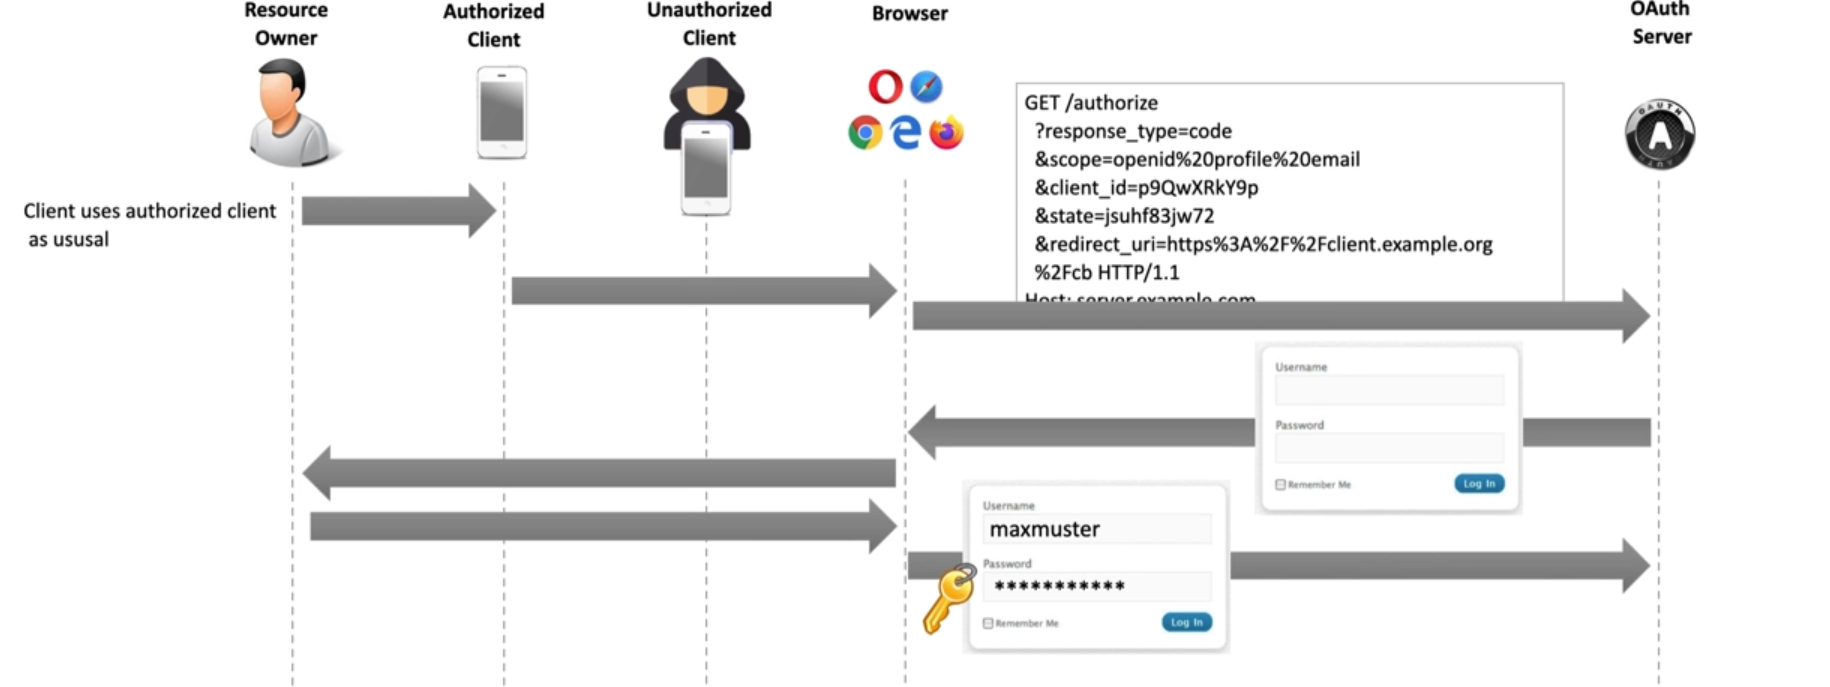 Resource
Owner
Authorized
Client
Unauthorized
Client
Browser
OAuth
Server
OAUTH
A
GET /authorize
?response_type=code
&scope=openid%20profile%20email
&client_id=p9QwXRkY9p
&state=jsuhf83jw72
&redirect_uri=https%3A%2F%2Fclient.example.org
%2Fcb HTTP/1.1
Host: server.example.com
Client uses authorized client
as ususal
Username
Password
Remember Me
Log In
Username
maxmuster
Password
***********
Remember Me
Log In